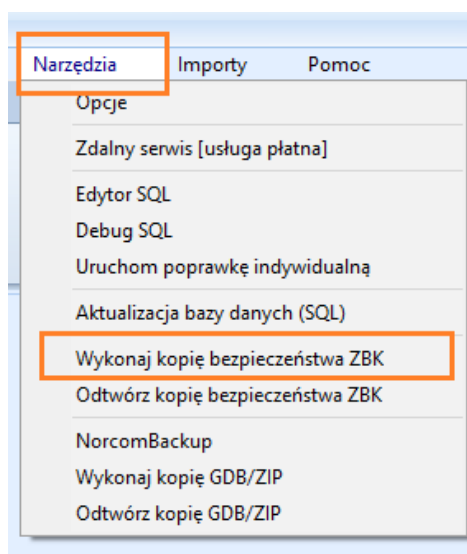 Narzędzia Importy Pomoc
Opcje
Zdalny serwis [usługa płatna]
Edytor SQL
Debug SQL
Uruchom poprawkę indywidualną
Aktualizacja bazy danych (SQL)
Wykonaj kopię bezpieczeństwa ZBK
Odtwórz kopię bezpieczeństwa ZBK
NorcomBackup
Wykonaj kopię GDB/ZIP
Odtwórz kopię GDB/ZIP